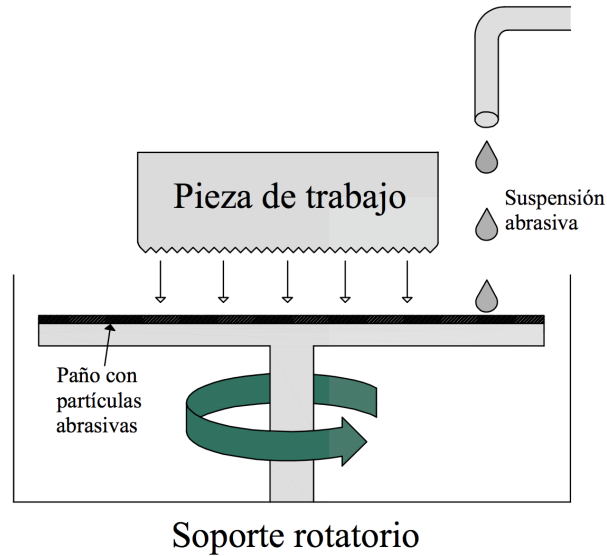 Pieza de trabajo
Suspensión
abrasiva
Paño con
partículas
abrasivas
Soporte rotatorio